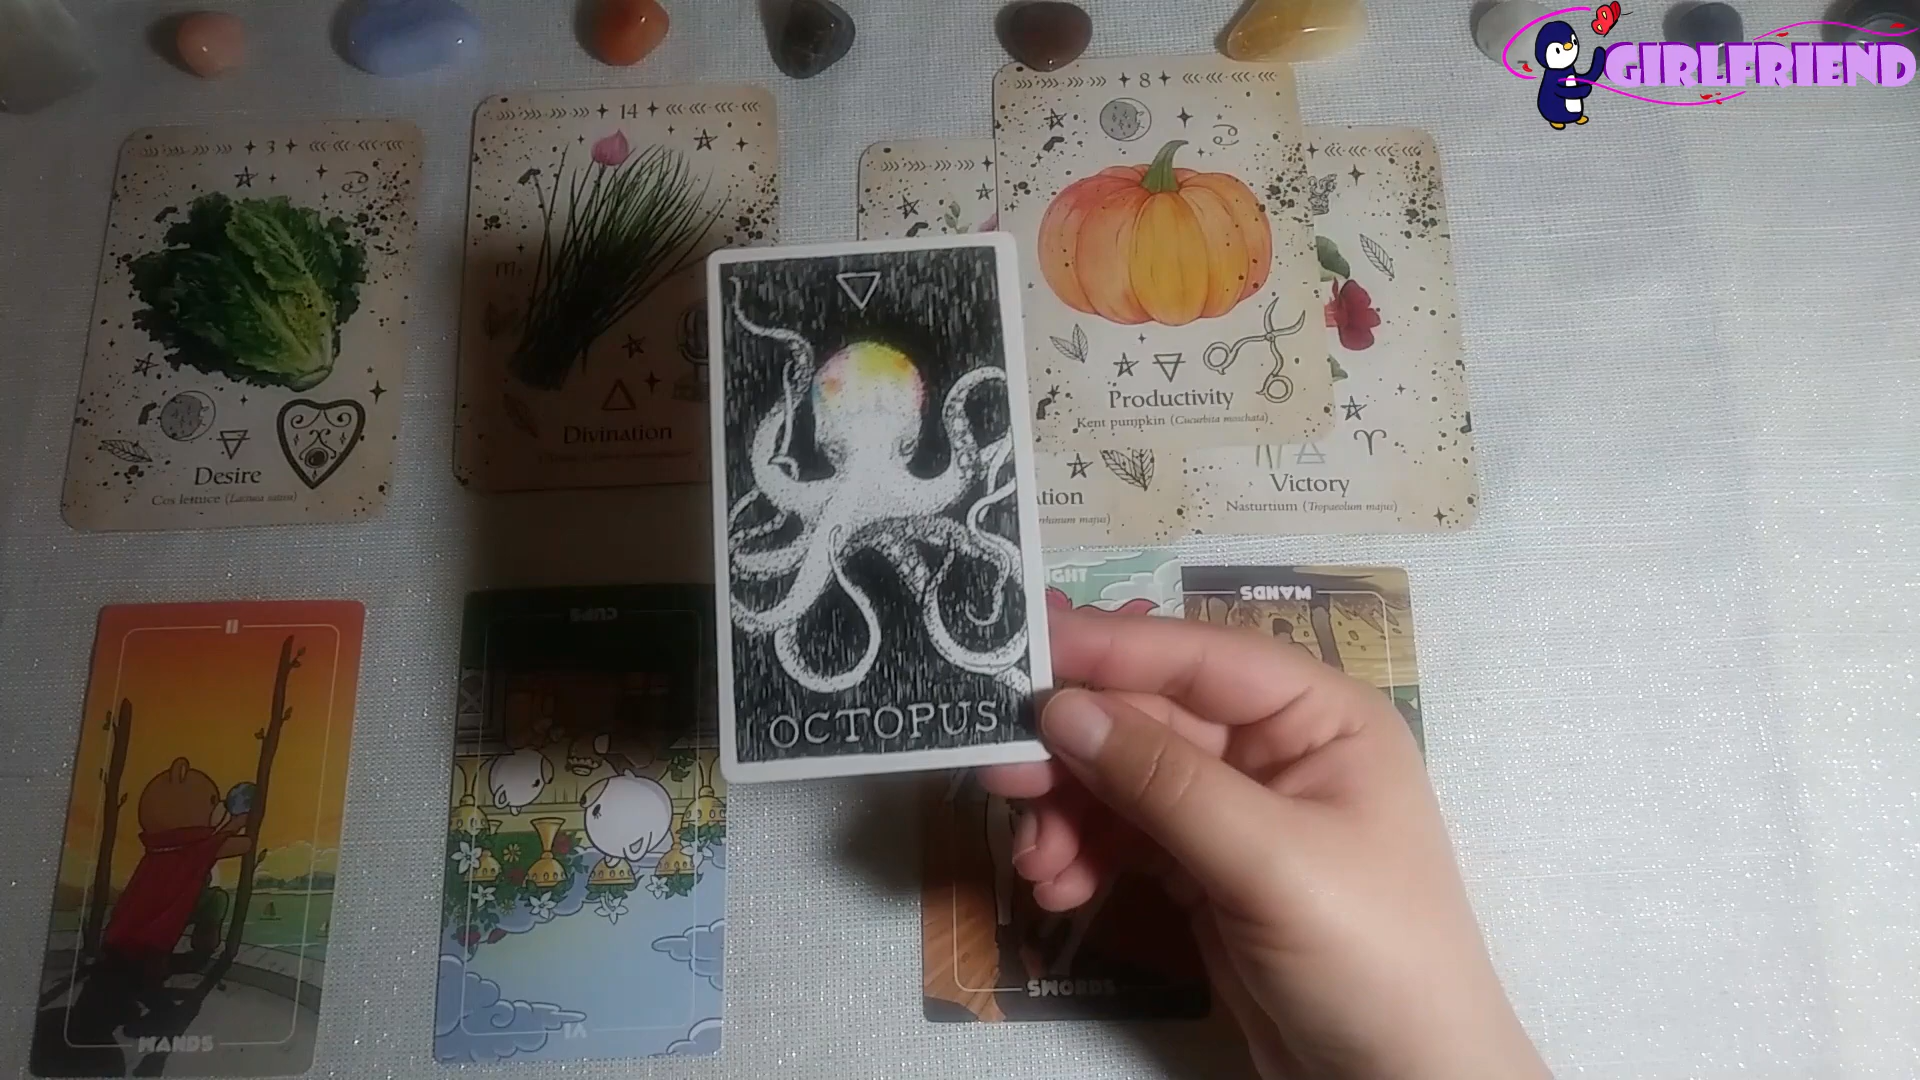 GIRLFRIEND
3
Desire
Cos lettuce (Lactuca sativa)
14
Divination
8
Productivity
Kent pumpkin (Cucurbita moschata)
Victory
Nasturtium (Tropaeolum majus)
OCTOPUS
II
WANDS
CUPS
VI
WANDS
SWORDS